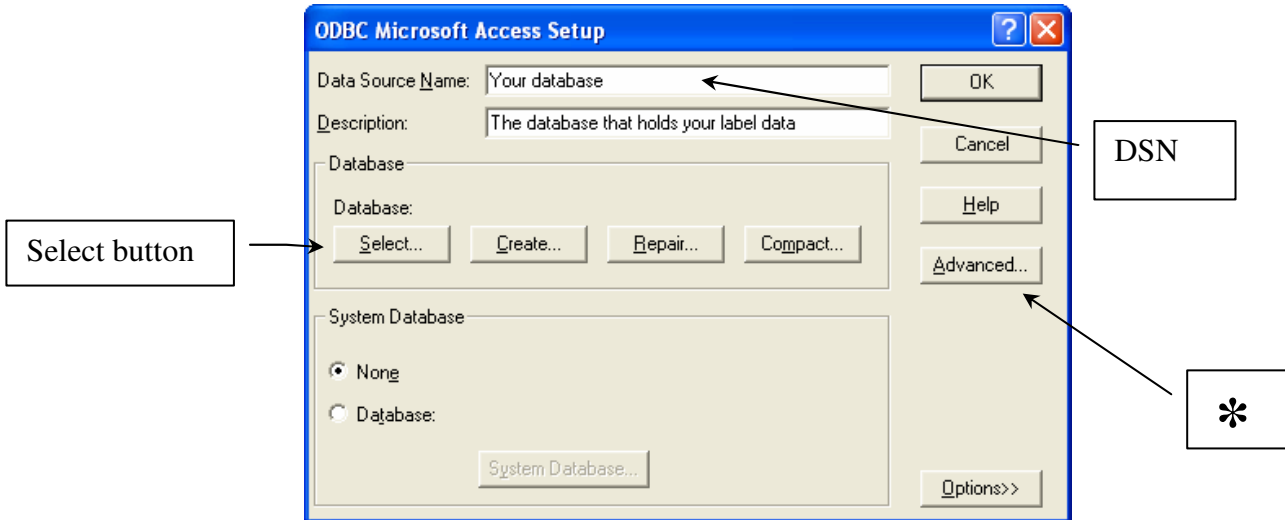 ODBC Microsoft Access Setup
Data Source Name: Your database
OK
Description: The database that holds your label data
Cancel
DSN
Database
Database:
Help
Select button
Select... Create... Repair... Compact...
Advanced...
System Database
None
Database:
*
System Database...
Options>>